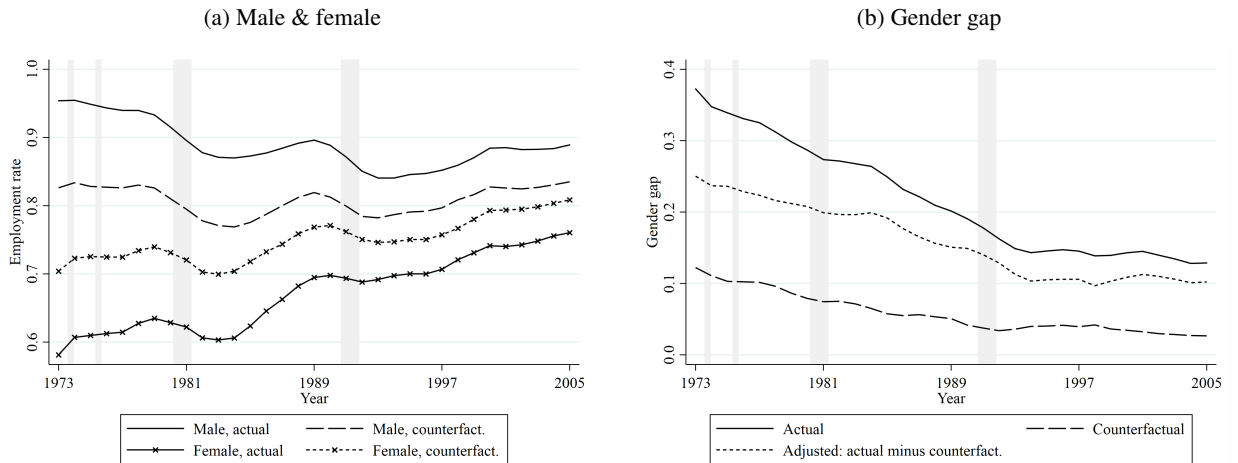 (a) Male & female
Employment rate
1.0
0.9
0.8
0.7
0.6
1973 1981 1989 1997 2005
Year
Male, actual Male, counterfact.
Female, actual Female, counterfact.
(b) Gender gap
Gender gap
0.4
0.3
0.2
0.1
0.0
1973 1981 1989 1997 2005
Year
Actual Counterfactual
Adjusted: actual minus counterfact.